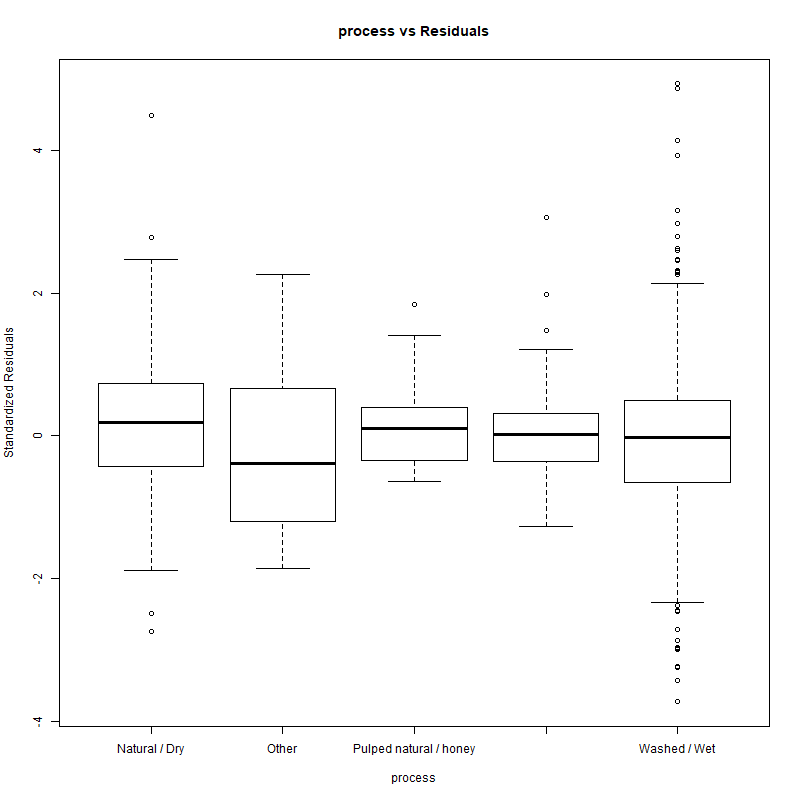 process vs Residuals
Standardized Residuals
4
2
0
-2
-4
Natural / Dry
Other
Pulped natural / honey
Washed / Wet
process